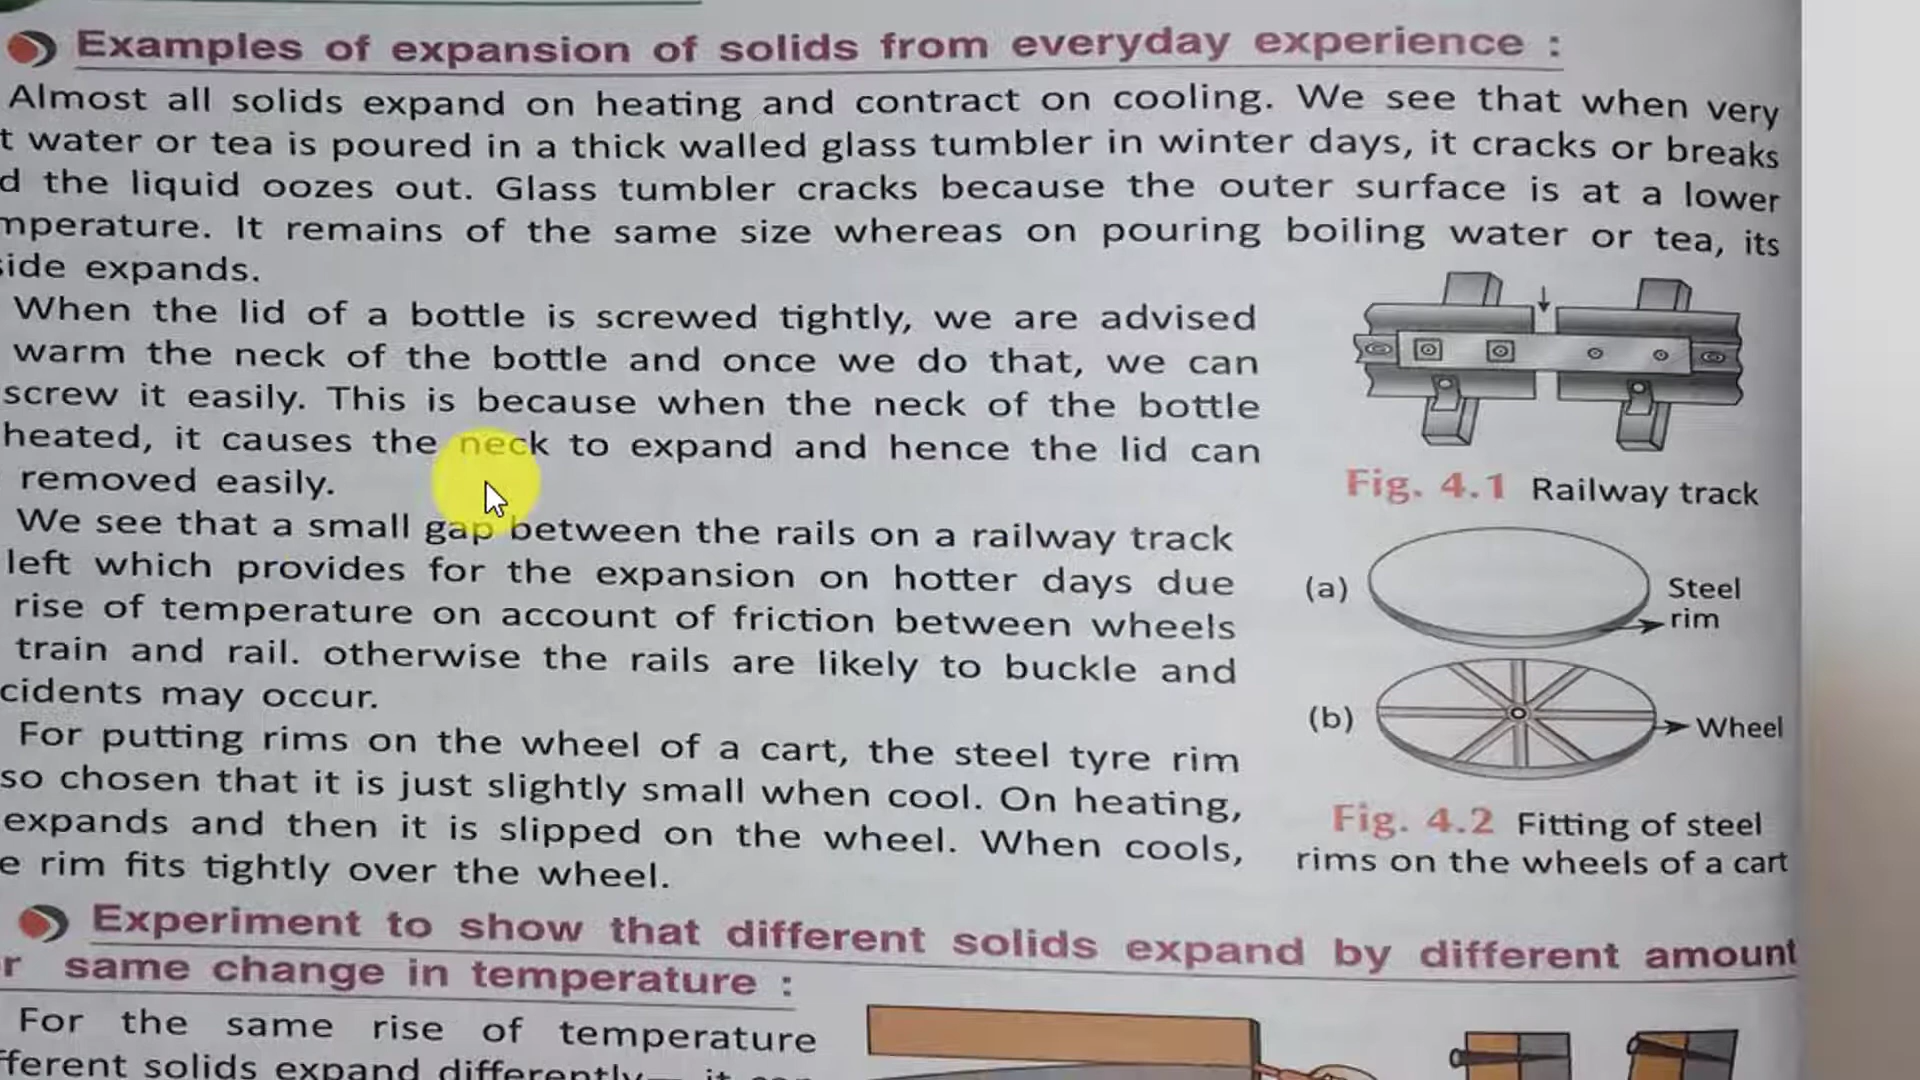 Examples of expansion of solids from everyday experience :
Almost all solids expand on heating and contract on cooling. We see that when very
t water or tea is poured in a thick walled glass tumbler in winter days, it cracks or breaks
d the liquid oozes out. Glass tumbler cracks because the outer surface is at a lower
mperature. It remains of the same size whereas on pouring boiling water or tea, its
side expands.
When the lid of a bottle is screwed tightly, we are advised
warm the neck of the bottle and once we do that, we can
screw it easily. This is because when the neck of the bottle
heated, it causes the neck to expand and hence the lid can
removed easily.
We see that a small gap between the rails on a railway track
left which provides for the expansion on hotter days due
rise of temperature on account of friction between wheels
train and rail. otherwise the rails are likely to buckle and
cidents may occur.
For putting rims on the wheel of a cart, the steel tyre rim
so chosen that it is just slightly small when cool. On heating,
expands and then it is slipped on the wheel. When cools,
e rim fits tightly over the wheel.
Fig. 4.1 Railway track
(a)
Steel
rim
(b)
Wheel
Fig. 4.2 Fitting of steel
rims on the wheels of a cart
Experiment to show that different solids expand by different amount
r same change in temperature :
For the same rise of temperature
fferent solids expand differently— it can